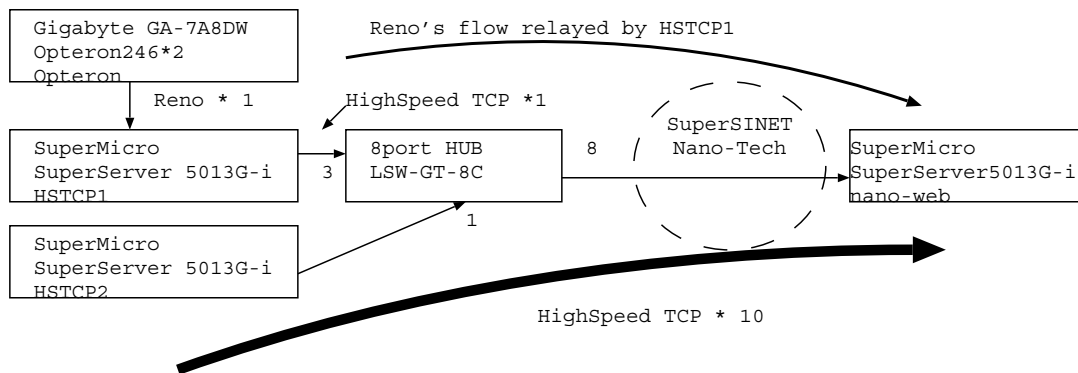 Gigabyte GA-7A8DW
Opteron246*2
Opteron
Reno's flow relayed by HSTCP1
Reno * 1
HighSpeed TCP *1
SuperMicro
SuperServer 5013G-i
HSTCP1
3
8port HUB
LSW-GT-8C
8
SuperSINET
Nano-Tech
SuperMicro
SuperServer5013G-i
nano-web
1
SuperMicro
SuperServer 5013G-i
HSTCP2
HighSpeed TCP * 10